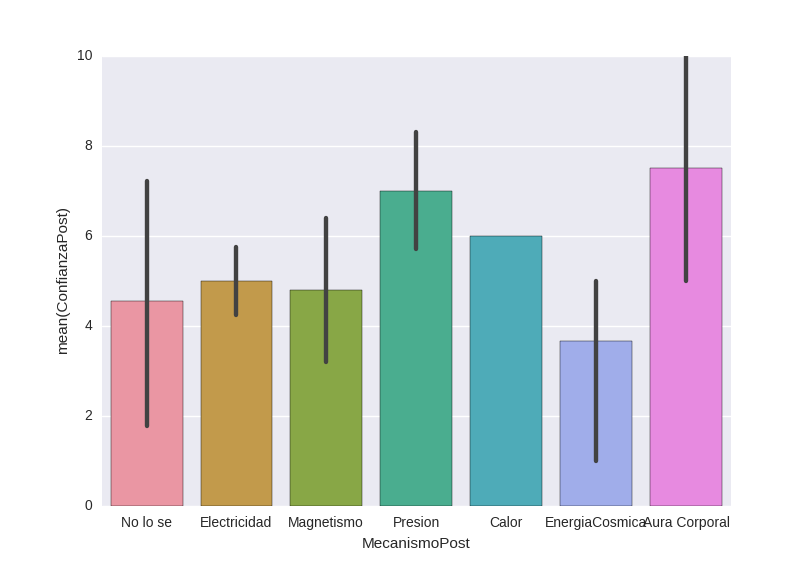 10
8
6
4
2
0
mean(ConfianzaPost)
No lo se Electricidad Magnetismo Presion Calor EnergiaCosmica Aura Corporal
MecanismoPost